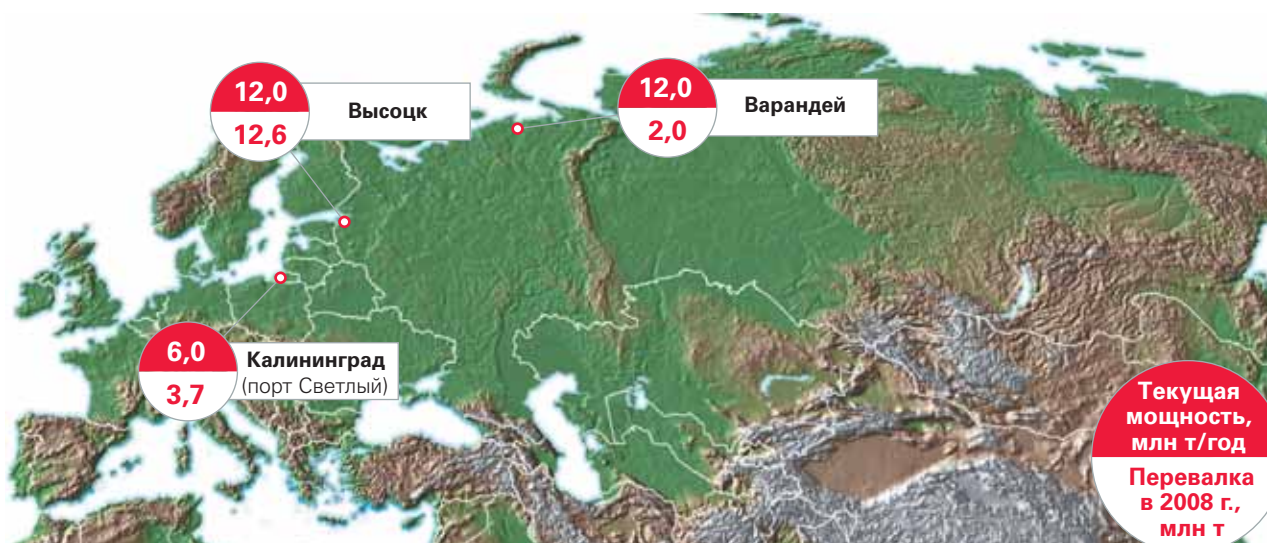 12,0
12,6
Высоцк
12,0
2,0
Варандей
6,0
3,7
Калининград
(порт Светлый)
Текущая
мощность,
млн т/год
Перевалка
в 2008 г.,
млн т